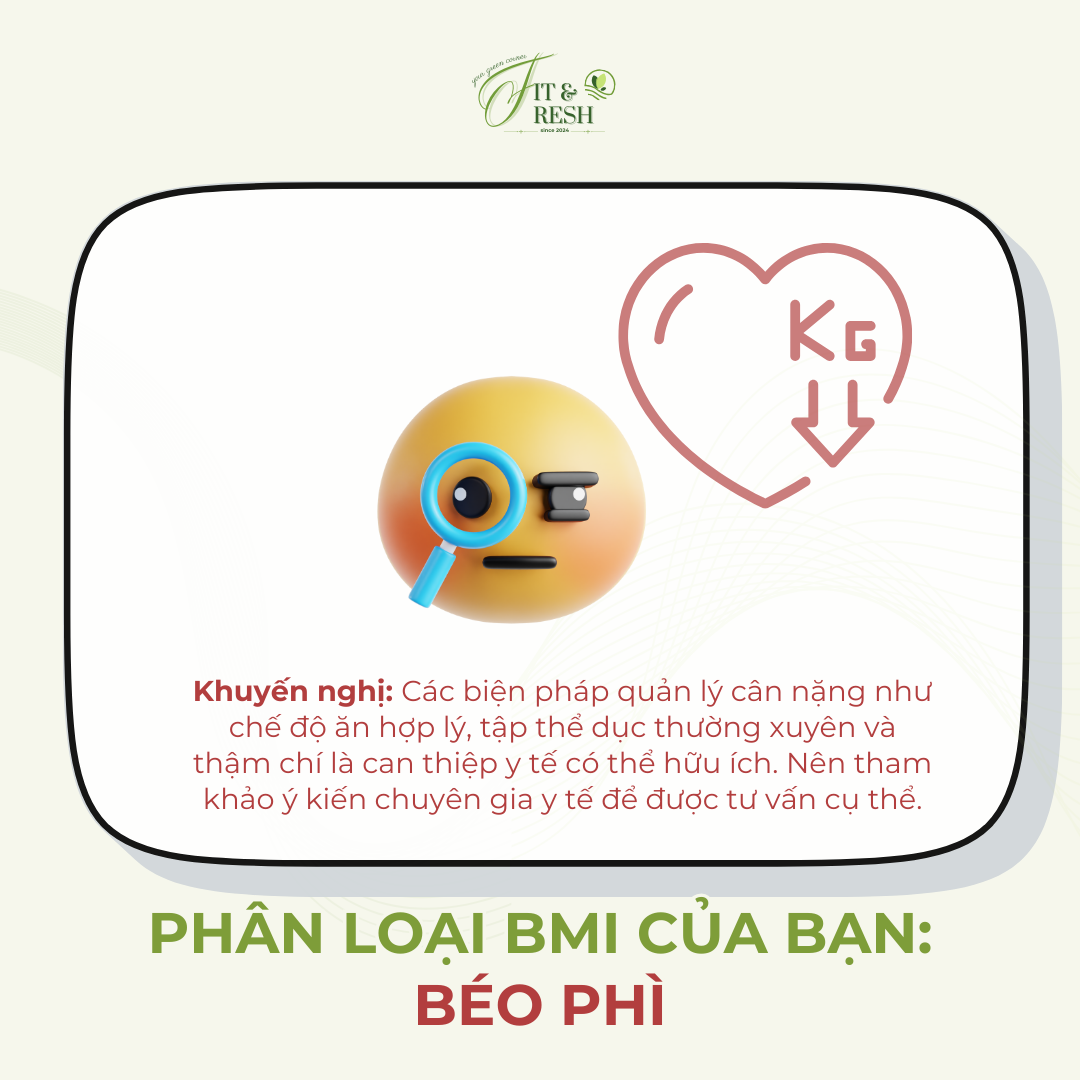 your green corner
FIT &
RESH
since 2024
KG
Khuyến nghị: Các biện pháp quản lý cân nặng như
chế độ ăn hợp lý, tập thể dục thường xuyên và
thậm chí là can thiệp y tế có thể hữu ích. Nên tham
khảo ý kiến chuyên gia y tế để được tư vấn cụ thể.
PHÂN LOẠI BMI CỦA BẠN:
BÉO PHÌ